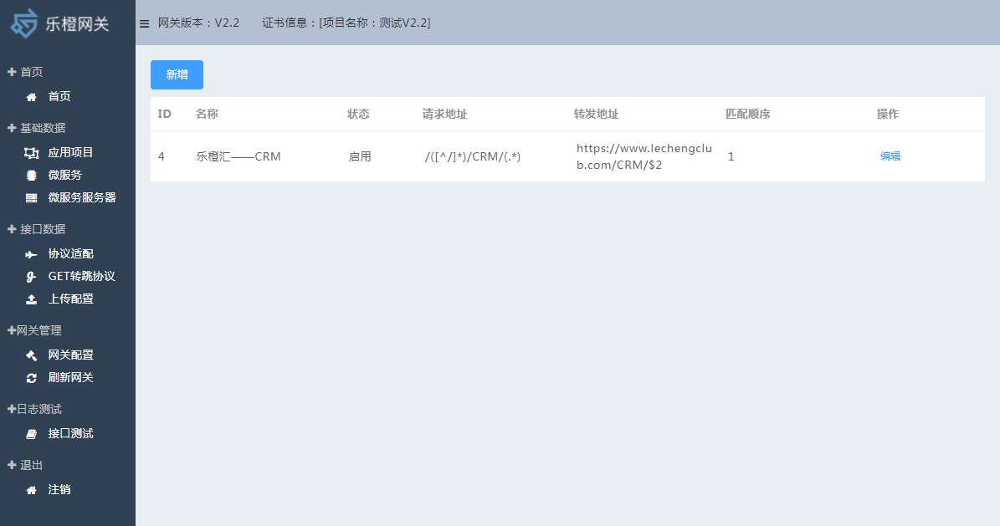 乐橙网关
网关版本：V2.2 证书信息：[项目名称：测试V2.2]
首页
首页
基础数据
应用项目
微服务
微服务服务器
接口数据
协议适配
GET转跳协议
上传配置
网关管理
网关配置
刷新网关
日志测试
接口测试
退出
注销
新增
ID 名称 状态 请求地址 转发地址 匹配顺序 操作
4 乐橙汇——CRM 启用 /([^/]*)/CRM/(.*) https://www.lechengclu 1 编辑
b.com/CRM/$2